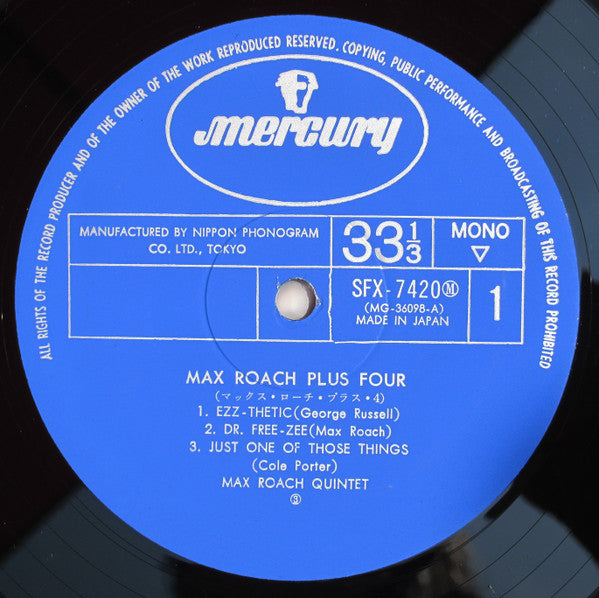 ALL RIGHTS OF THE RECORD PRODUCER AND OF THE OWNER OF THE WORK REPRODUCED RESERVED. COPYING, PUBLIC PERFORMANCE AND BROADCASTING OF THIS RECORD PROHIBITED
mercury
MANUFACTURED BY NIPPON PHONOGRAM
CO. LTD., TOKYO
33 1/3
MONO
▽
SFX-7420Ⓜ
(MG-36098-A)
MADE IN JAPAN
1
MAX ROACH PLUS FOUR
(マックス・ローチ・プラス・4)
1. EZZ-THETIC(George Russell)
2. DR. FREE-ZEE(Max Roach)
3. JUST ONE OF THOSE THINGS
(Cole Porter)
MAX ROACH QUINTET
③